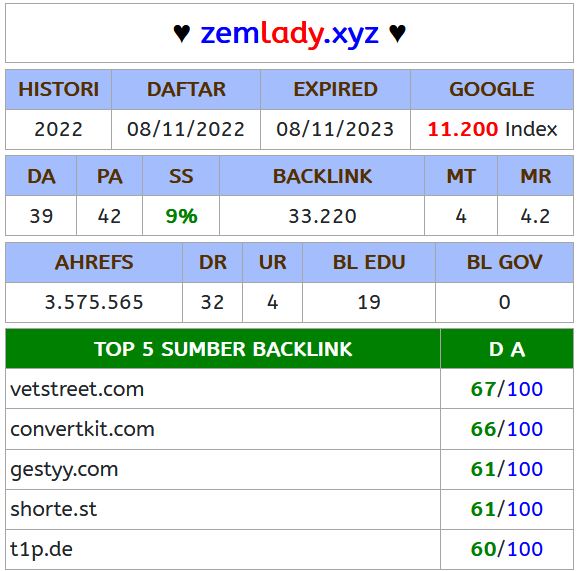 ♥ zemlady.xyz ♥
HISTORI DAFTAR EXPIRED GOOGLE
2022 08/11/2022 08/11/2023 11.200 Index
DA PA SS BACKLINK MT MR
39 42 9% 33.220 4 4.2
AHREFS DR UR BL EDU BL GOV
3.575.565 32 4 19 0
TOP 5 SUMBER BACKLINK D A
vetstreet.com 67/100
convertkit.com 66/100
gestyy.com 61/100
shorte.st 61/100
t1p.de 60/100